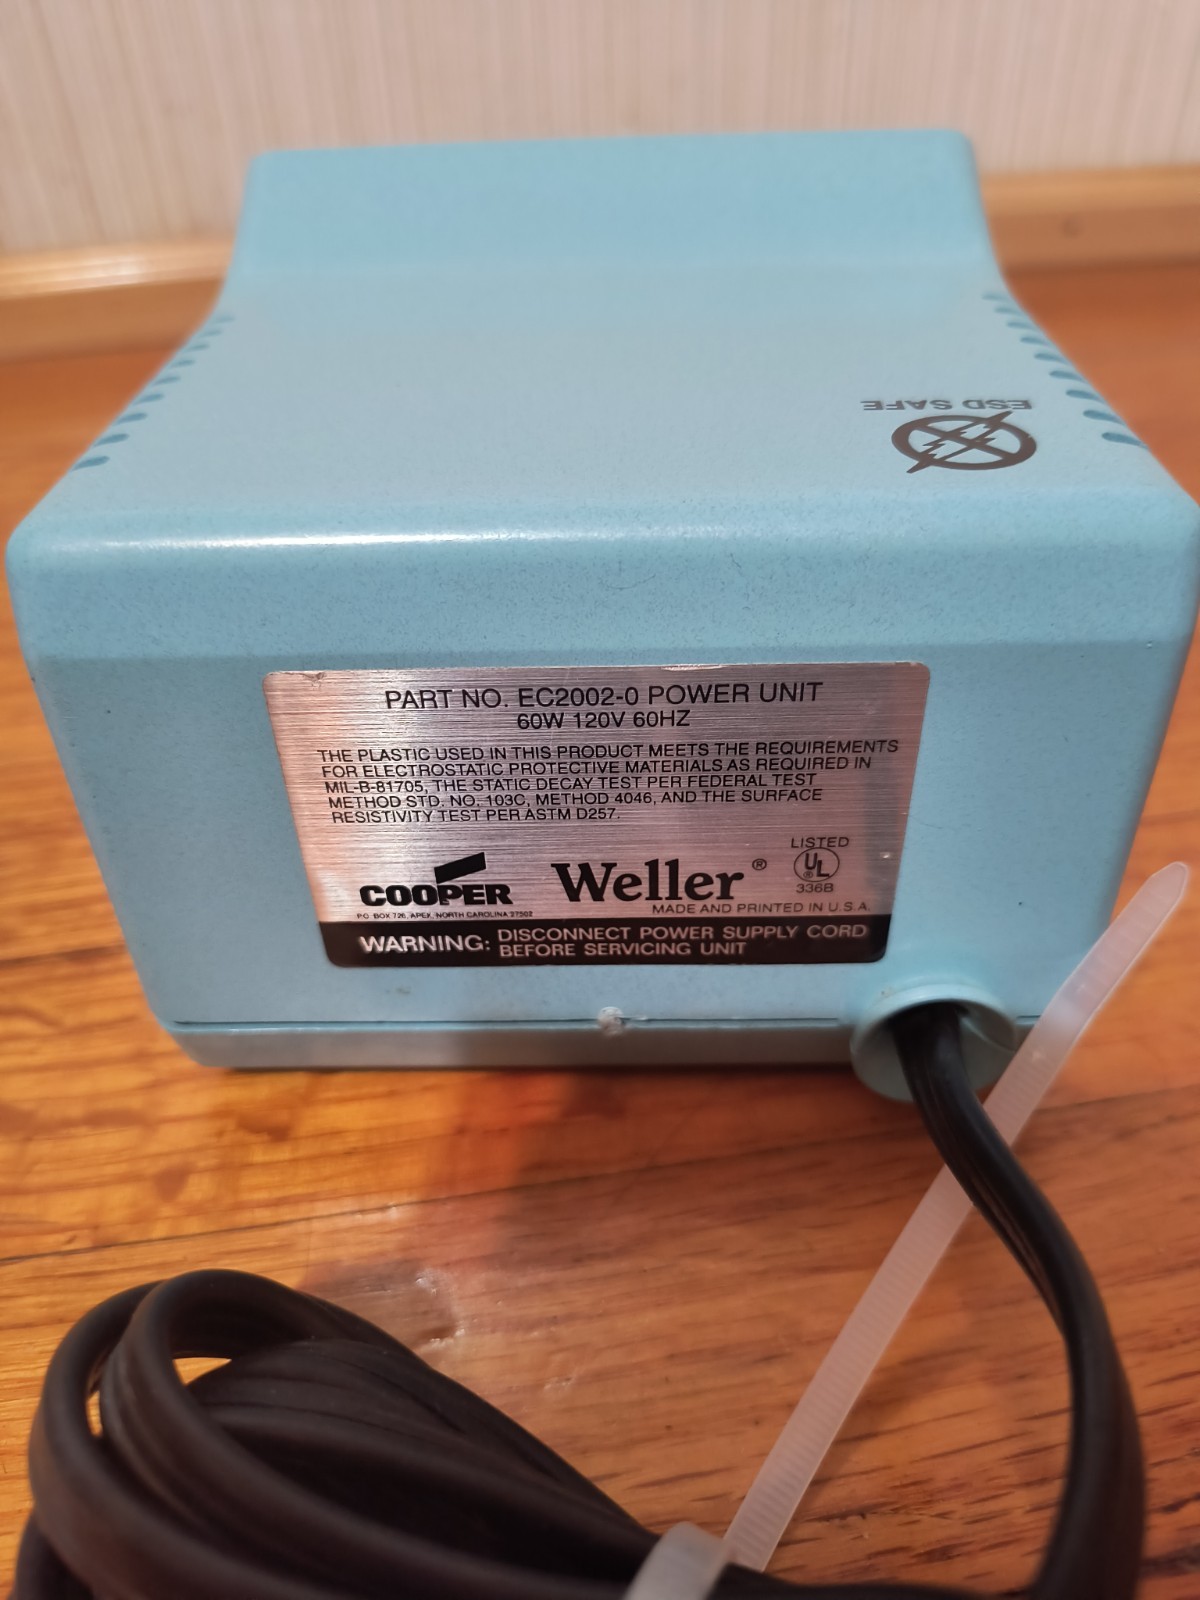 ESD SAFE
PART NO. EC2002-0 POWER UNIT
60W 120V 60HZ
THE PLASTIC USED IN THIS PRODUCT MEETS THE REQUIREMENTS
FOR ELECTROSTATIC PROTECTIVE MATERIALS AS REQUIRED IN
MIL-B-81705, THE STATIC DECAY TEST PER FEDERAL TEST
METHOD STD. NO. 103C, METHOD 4046, AND THE SURFACE
RESISTIVITY TEST PER ASTM D257.
COOPER
P.O. BOX 728, APEX, NORTH CAROLINA 27502
Weller®
LISTED
UL®
336B
MADE AND PRINTED IN U.S.A.
WARNING: DISCONNECT POWER SUPPLY CORD
BEFORE SERVICING UNIT